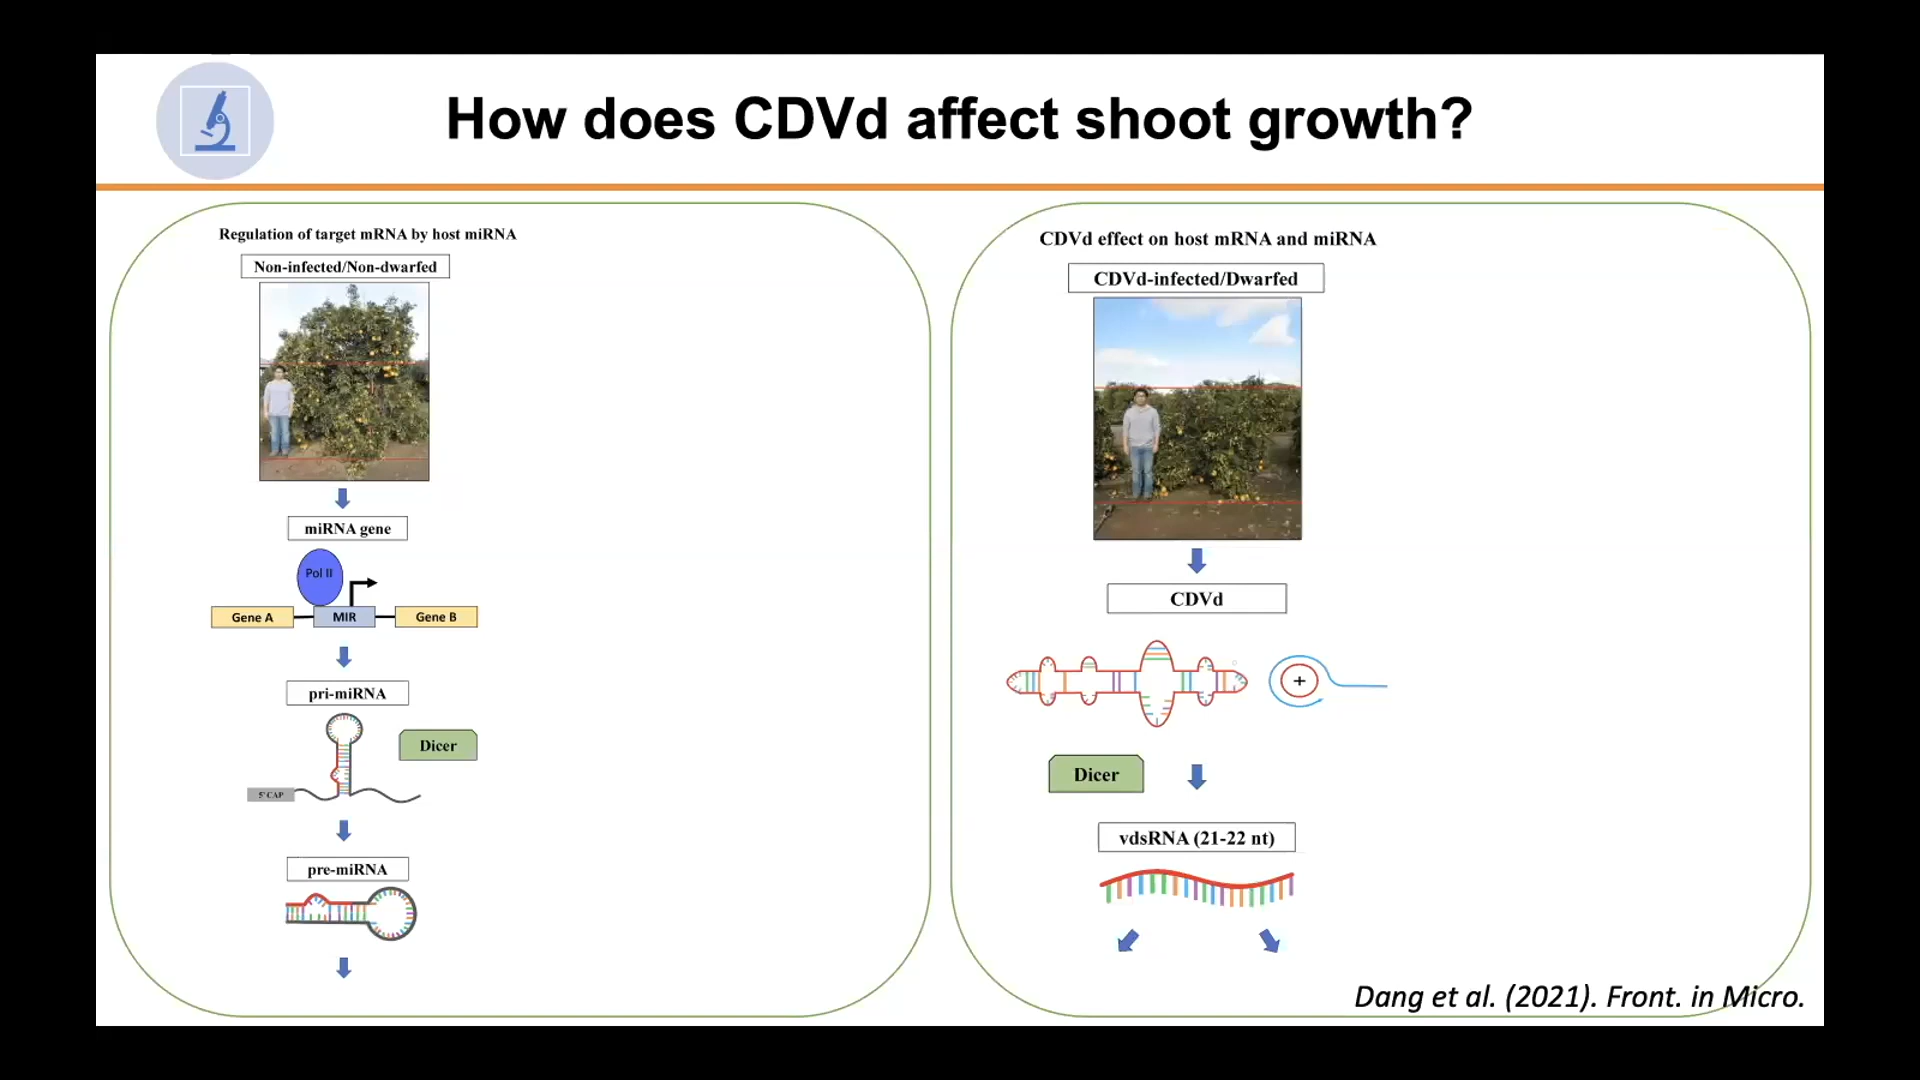 How does CDVd affect shoot growth?
Regulation of target mRNA by host miRNA
Non-infected/Non-dwarfed
miRNA gene
Pol II
Gene A
MIR
Gene B
pri-miRNA
Dicer
5' CAP
pre-miRNA
CDVd effect on host mRNA and miRNA
CDVd-infected/Dwarfed
CDVd
+
Dicer
vdsRNA (21-22 nt)
Dang et al. (2021). Front. in Micro.